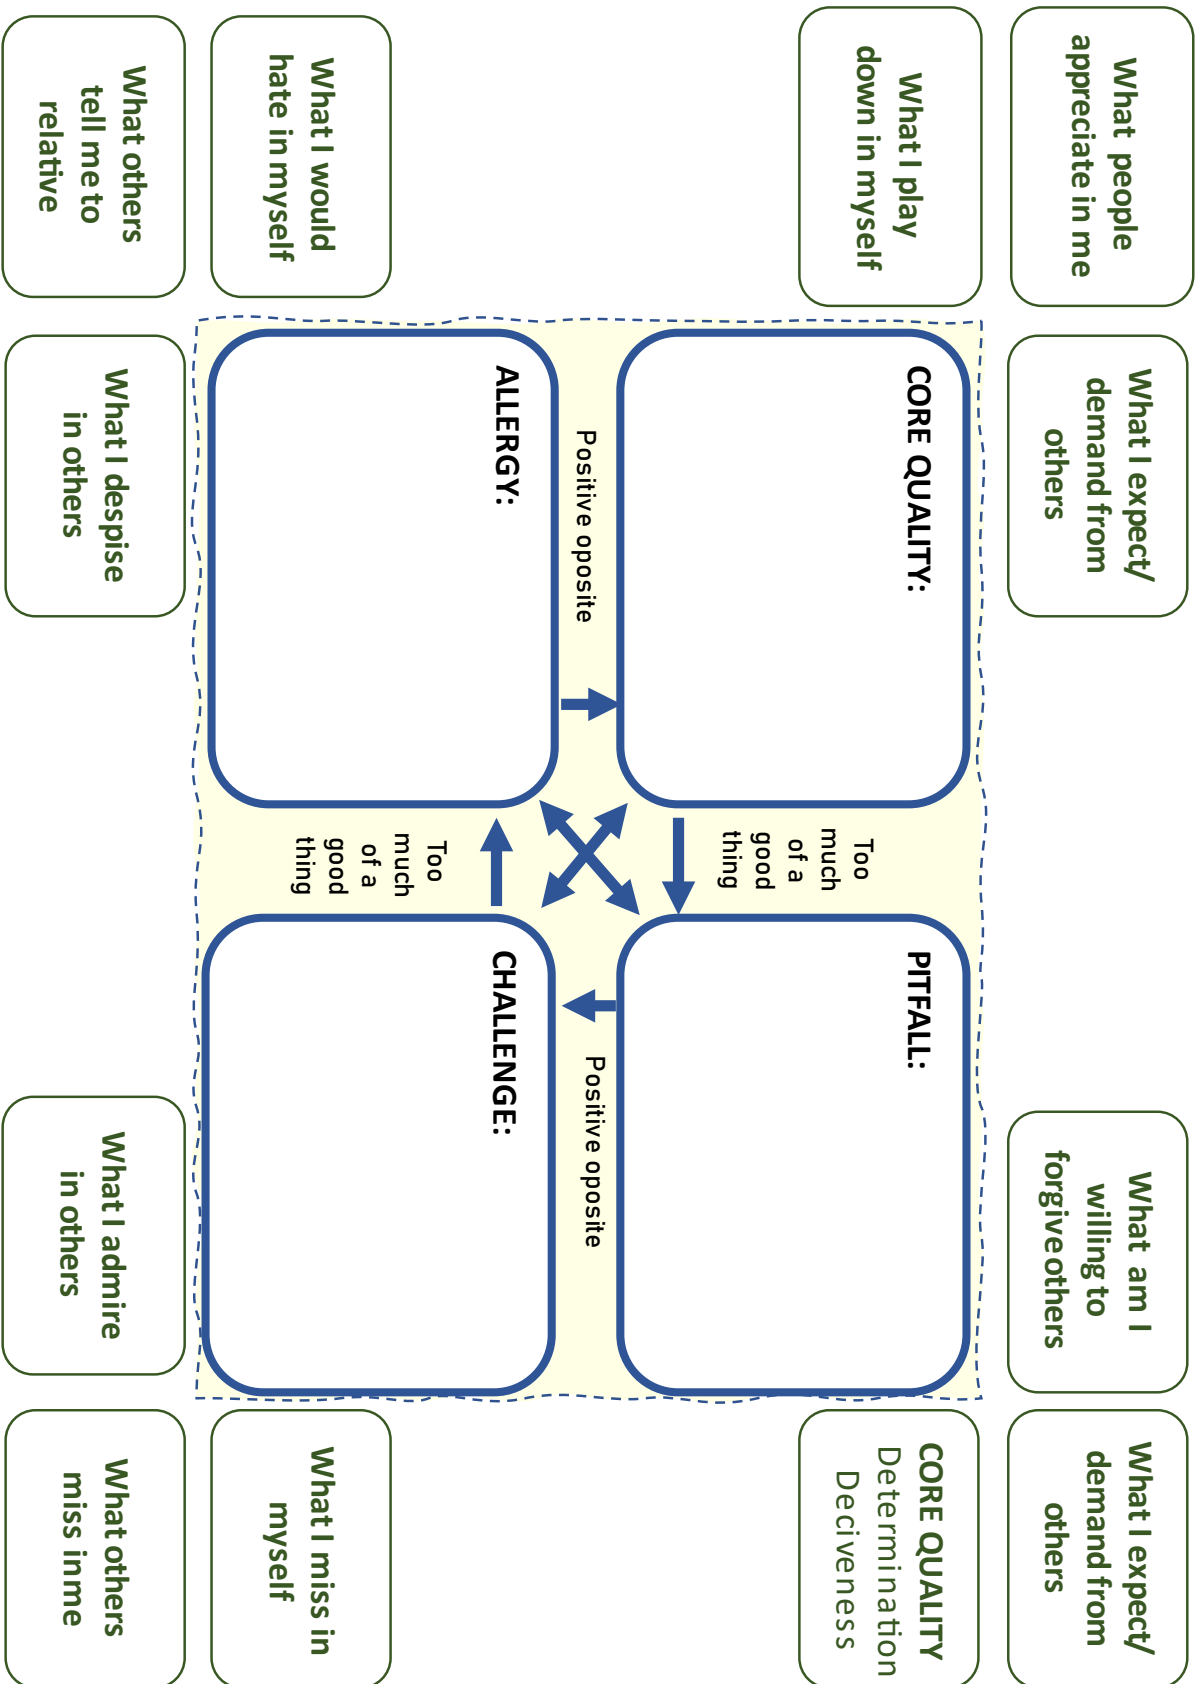 What people
appreciate in me
What I expect/
demand from
others
What am I
willing to
forgive others
What I expect/
demand from
others
What I play
down in myself
CORE QUALITY:
Too
much
of a
good
thing
PITFALL:
CORE QUALITY
Determination
Deciveness
Positive oposite
Positive oposite
What I would
hate in myself
ALLERGY:
Too
much
of a
good
thing
CHALLENGE:
What I miss in
myself
What others
tell me to
relative
What I despise
in others
What I admire
in others
What others
miss in me